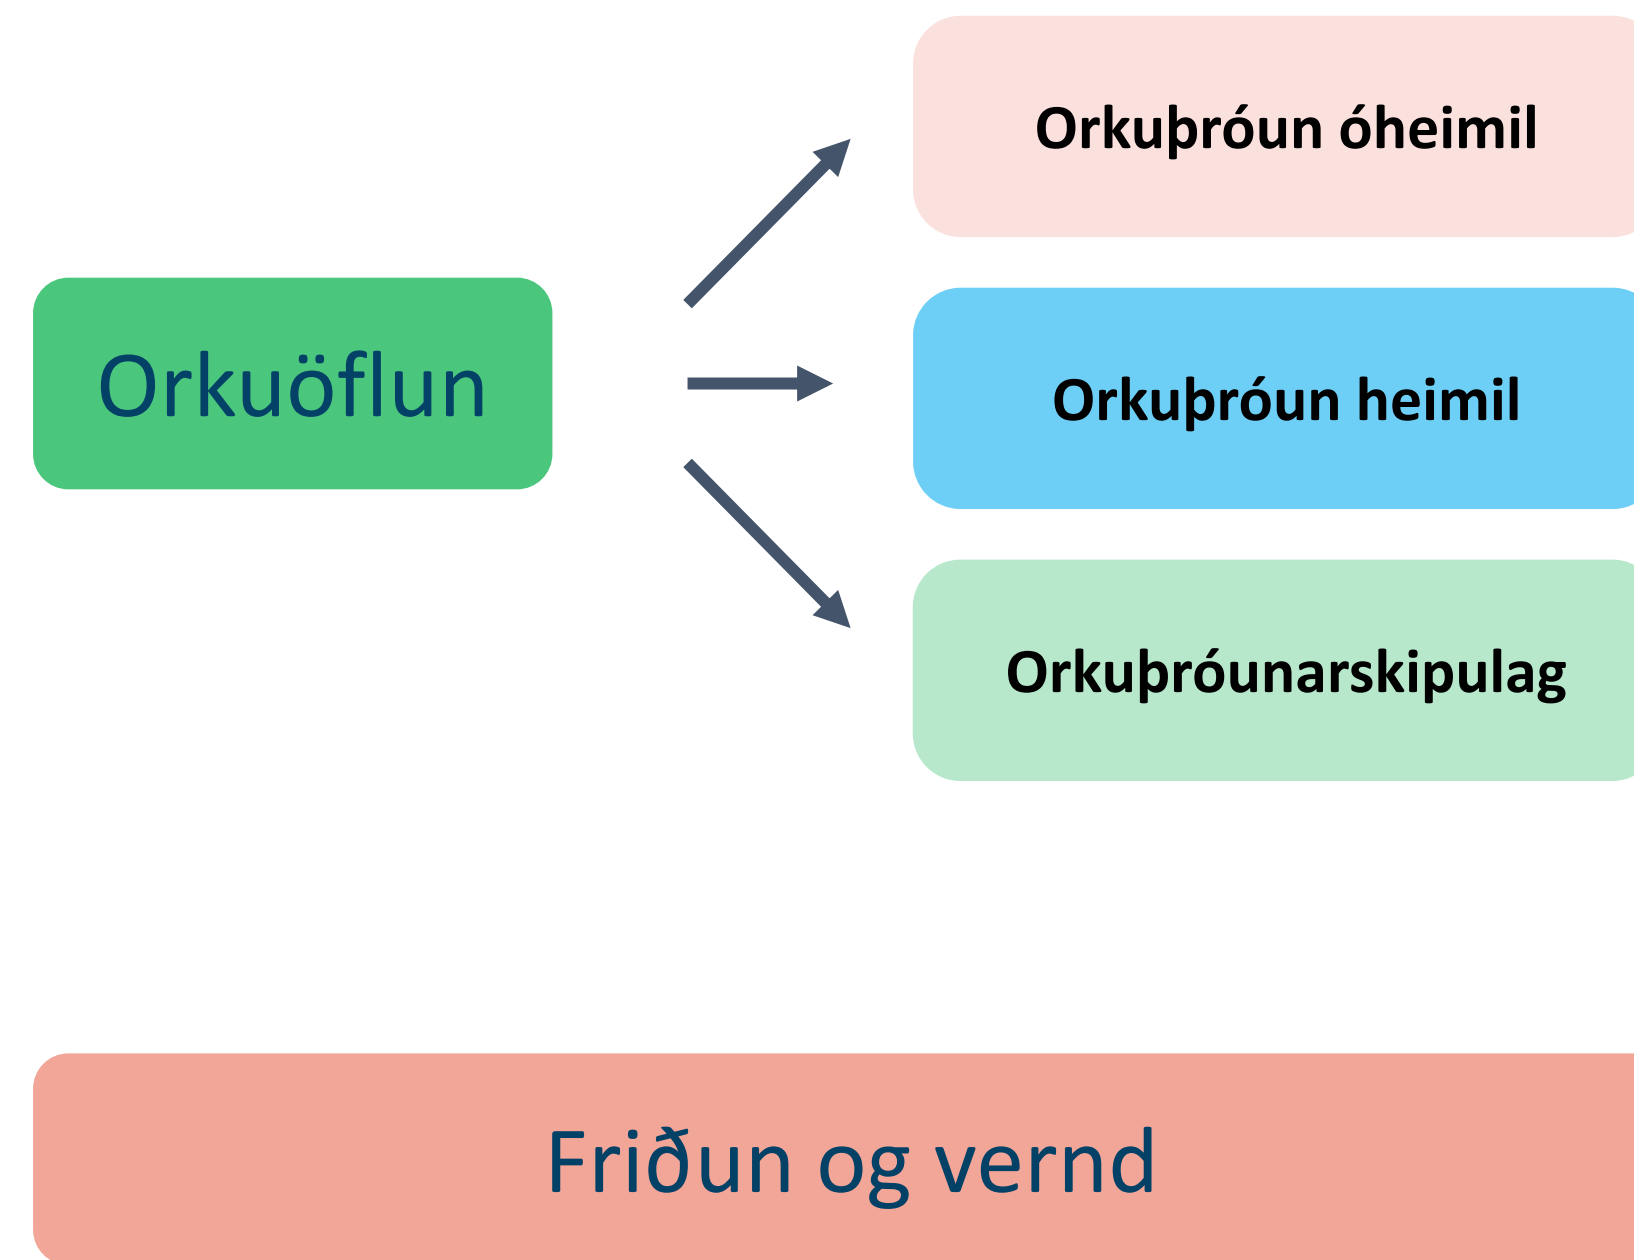 Orkuþróun óheimil
Orkuöflun
Orkuþróun heimil
Orkuþróunarskipulag
Friðun og vernd